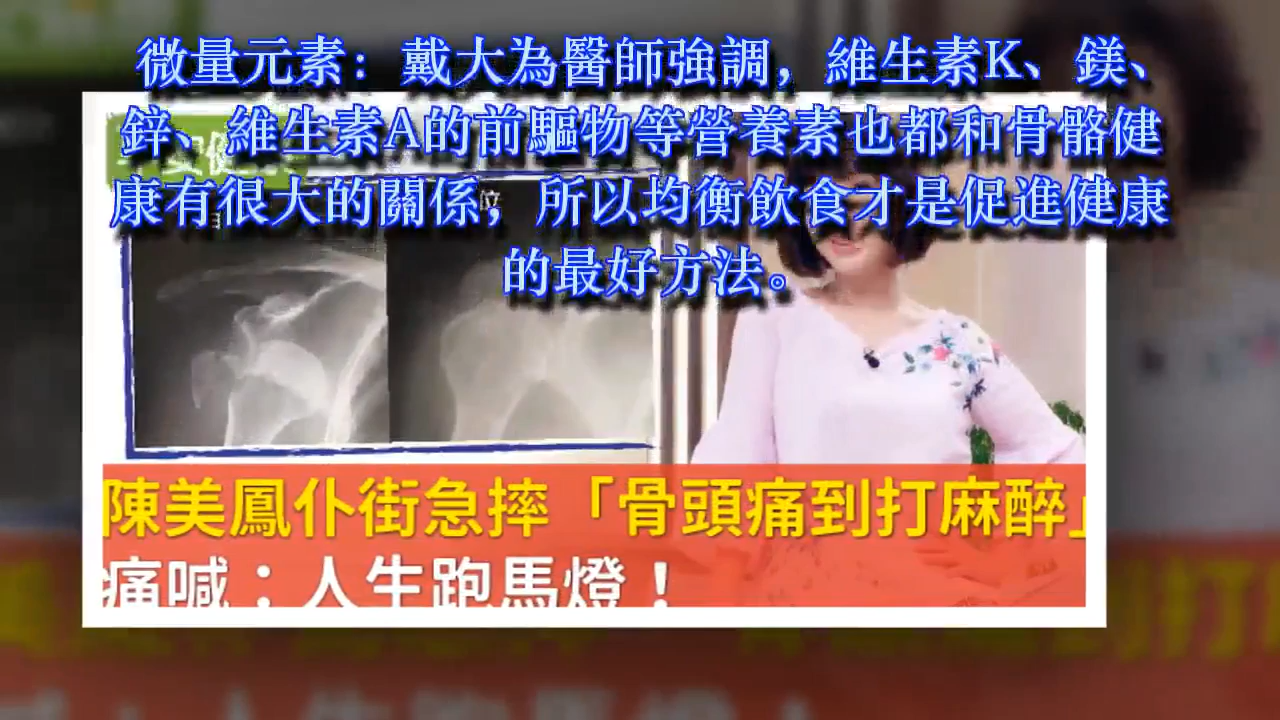 微量元素：戴大為醫師強調，維生素K、鎂、
鋅、維生素A的前驅物等營養素也都和骨骼健
康有很大的關係，所以均衡飲食才是促進健康
的最好方法。
陳美鳳仆街急摔「骨頭痛到打麻醉」
痛喊：人生跑馬燈！